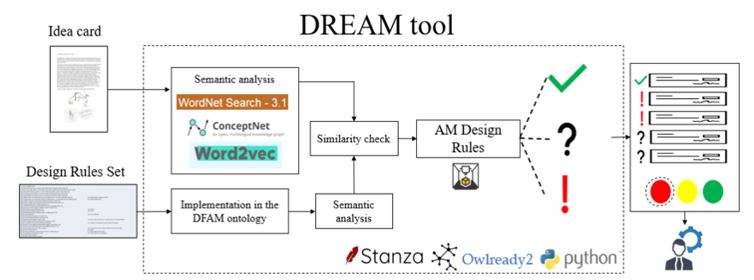 DREAM tool
Idea card
Semantic analysis
WordNet Search - 3.1
ConceptNet
Word2vec
Similarity check
AM Design
Rules
Design Rules Set
Implementation in the
DFAM ontology
Semantic
analysis
Stanza
Owlready2
python